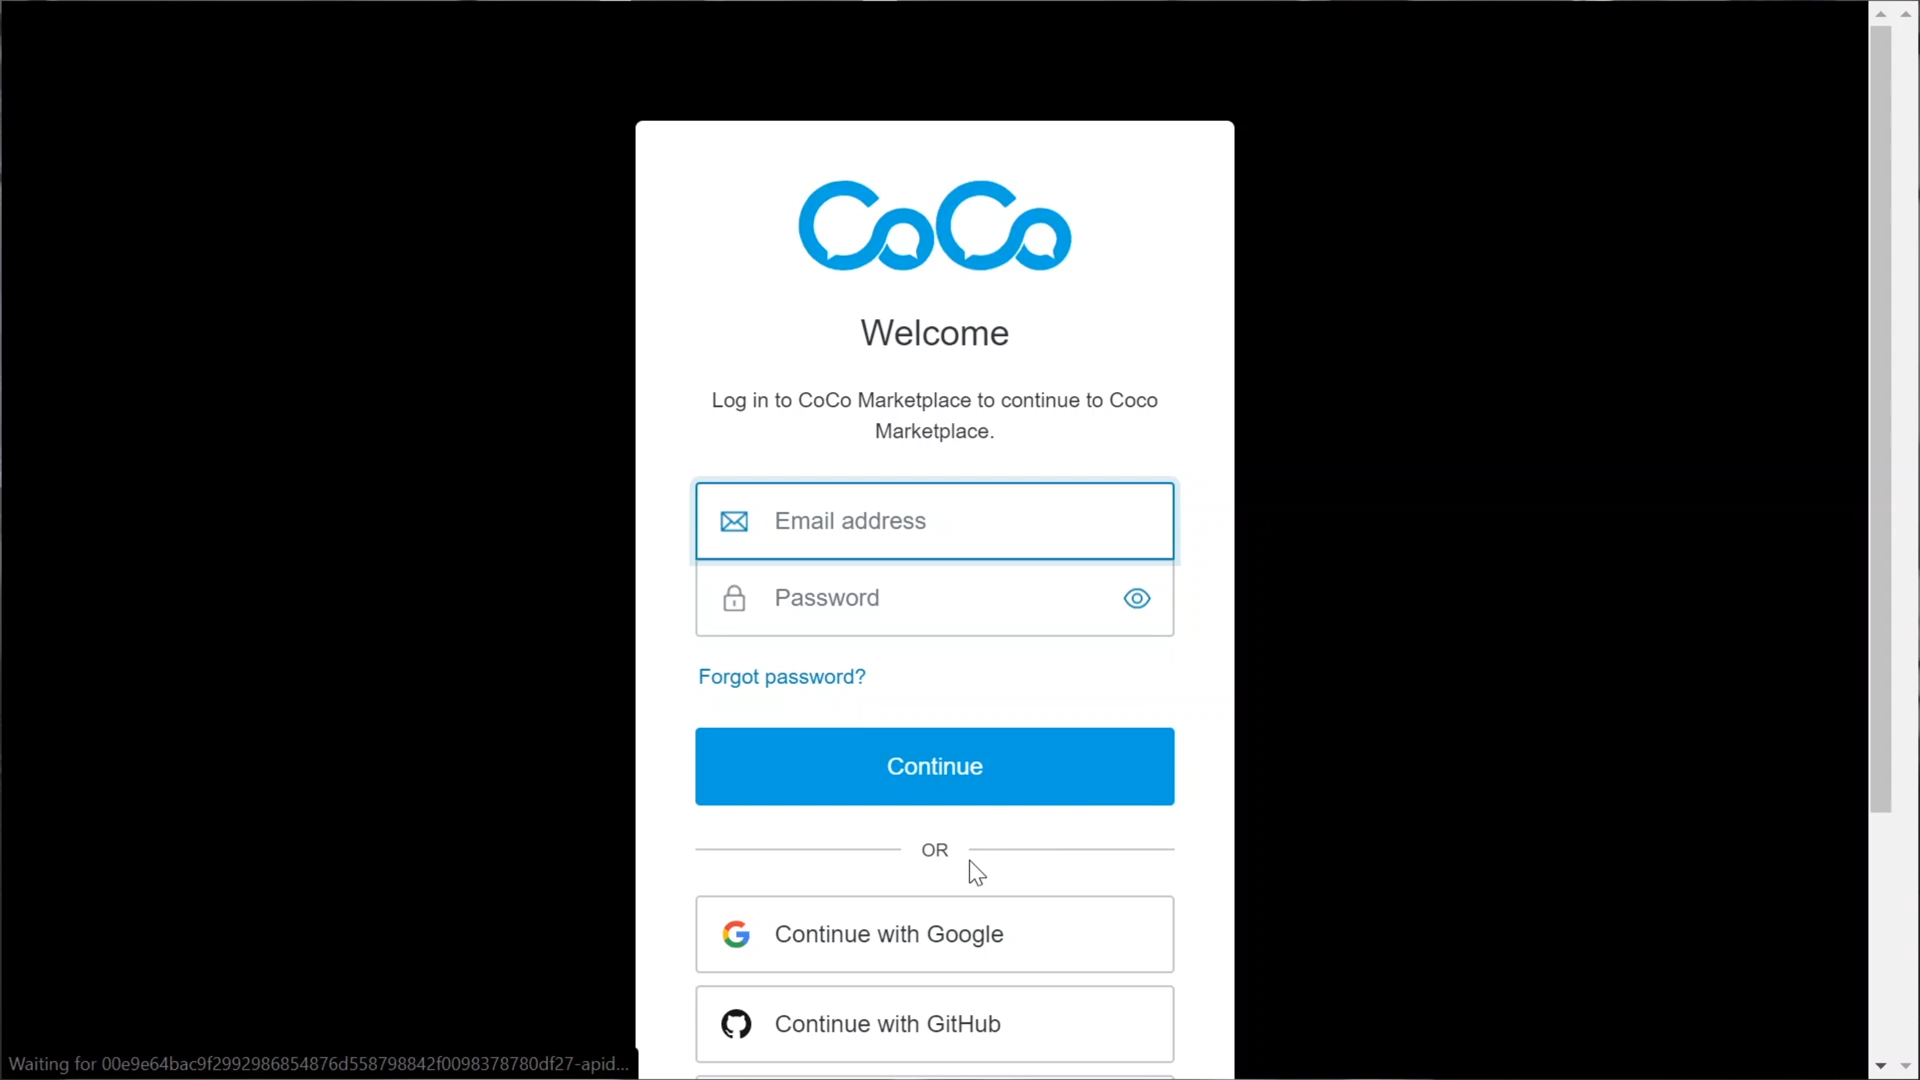 CoCo
Welcome
Log in to CoCo Marketplace to continue to Coco
Marketplace.
Email address
Password
Forgot password?
Continue
OR
Continue with Google
Continue with GitHub
Waiting for 00e9e64bac9f2992986854876d558798842f0098378780df27-apid...